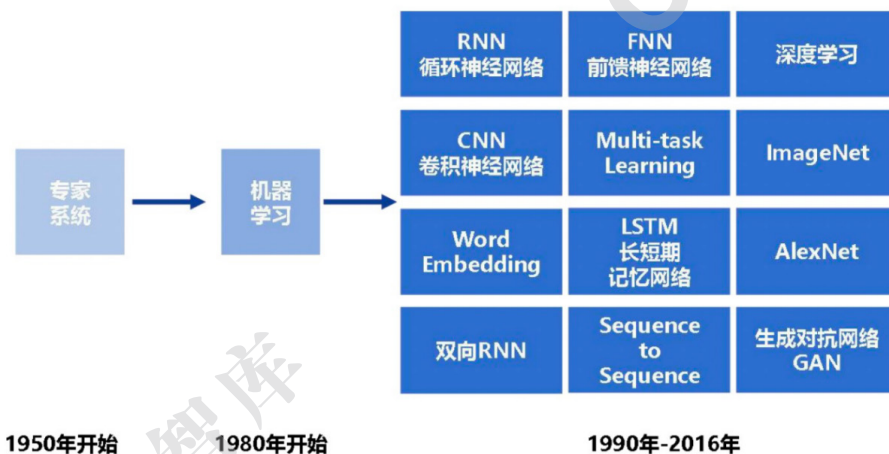 RNN
循环神经网络
FNN
前馈神经网络
深度学习
CNN
卷积神经网络
Multi-task
Learning
ImageNet
专家
系统
机器
学习
Word
Embedding
LSTM
长短期
记忆网络
AlexNet
双向RNN
Sequence
to
Sequence
生成对抗网络
GAN
1950年开始
1980年开始
1990年-2016年